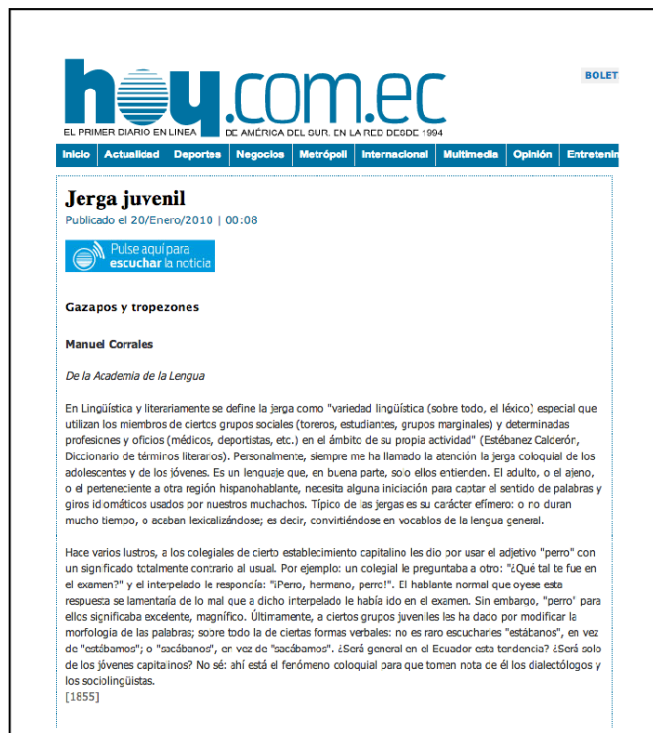 hoy.com.ec
BOLET
EL PRIMER DIARIO EN LINEA DE AMÉRICA DEL SUR. EN LA RED DESDE 1994
Inicio Actualidad Deportes Negocios Metrópoli Internacional Multimedia Opinión Entretenim
Jerga juvenil
Publicado el 20/Enero/2010 | 00:08
Pulse aquí para
escuchar la noticia
Gazapos y tropezones
Manuel Corrales
De la Academia de la Lengua
En Lingüística y literariamente se define la jerga como "variedad lingüística (sobre todo, el léxico) especial que
utilizan los miembros de ciertos grupos sociales (toreros, estudiantes, grupos marginales) y determinadas
profesiones y oficios (médicos, deportistas, etc.) en el ámbito de su propia actividad" (Estébanez Calderón,
Diccionario de términos literarios). Personalmente, siempre me ha llamado la atención la jerga coloquial de los
adolescentes y de los jóvenes. Es un lenguaje que, en buena parte, solo ellos entienden. El adulto, o el ajeno,
o el perteneciente a otra región hispanohablante, necesita alguna iniciación para captar el sentido de palabras y
giros idiomáticos usados por nuestros muchachos. Típico de las jergas es su carácter efímero: o no duran
mucho tiempo, o acaban lexicalizándose; es decir, convirtiéndose en vocablos de la lengua general.
Hace varios lustros, a los colegiales de cierto establecimiento capitalino les dio por usar el adjetivo "perro" con
un significado totalmente contrario al usual. Por ejemplo: un colegial le preguntaba a otro: "¿Qué tal te fue en
el examen?" y el interpelado le respondía: "¡Perro, hermano, perro!". El hablante normal que oyese esta
respuesta se lamentaría de lo mal que a dicho interpelado le había ido en el examen. Sin embargo, "perro" para
ellos significaba excelente, magnífico. Últimamente, a ciertos grupos juveniles les ha dado por modificar la
morfología de las palabras; sobre todo la de ciertas formas verbales: no es raro escucharles "estábanos", en vez
de "estábamos"; o "sacábanos", en vez de "sacábamos". ¿Será general en el Ecuador esta tendencia? ¿Será solo
de los jóvenes capitalinos? No sé: ahí está el fenómeno coloquial para que tomen nota de él los dialectólogos y
los sociolingüistas.
[1855]